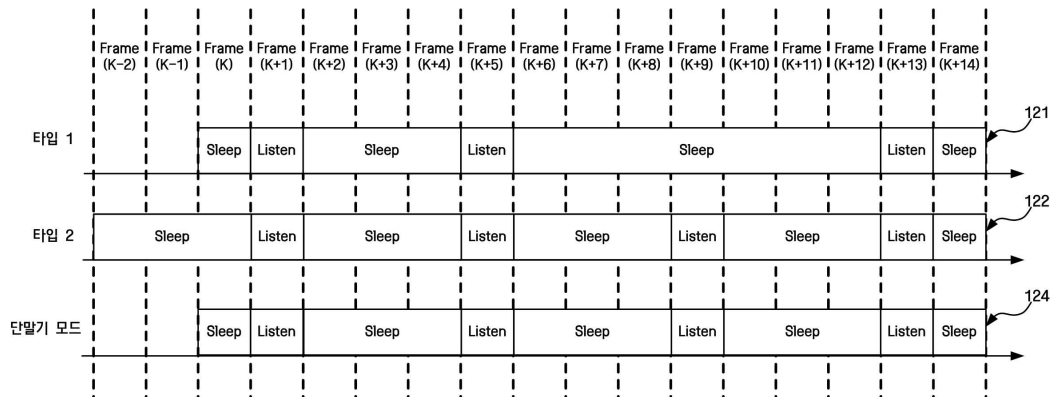 Frame Frame Frame Frame Frame Frame Frame Frame Frame Frame Frame Frame Frame Frame Frame Frame Frame
(K-2) (K-1) (K) (K+1) (K+2) (K+3) (K+4) (K+5) (K+6) (K+7) (K+8) (K+9) (K+10) (K+11) (K+12) (K+13) (K+14)
121
타입 1 Sleep Listen Sleep Listen Sleep Listen Sleep
122
타입 2 Sleep Listen Sleep Listen Sleep Listen Sleep Listen Sleep
124
단말기 모드 Sleep Listen Sleep Listen Sleep Listen Sleep Listen Sleep